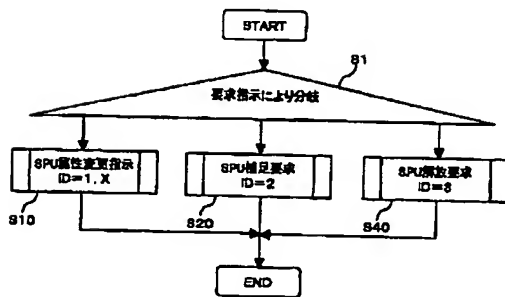 START
S1
要求指示により分岐
SPU属性変更指示
ID=1, X
SPU補足要求
ID=2
SPU解放要求
ID=3
S10
S20
S40
END